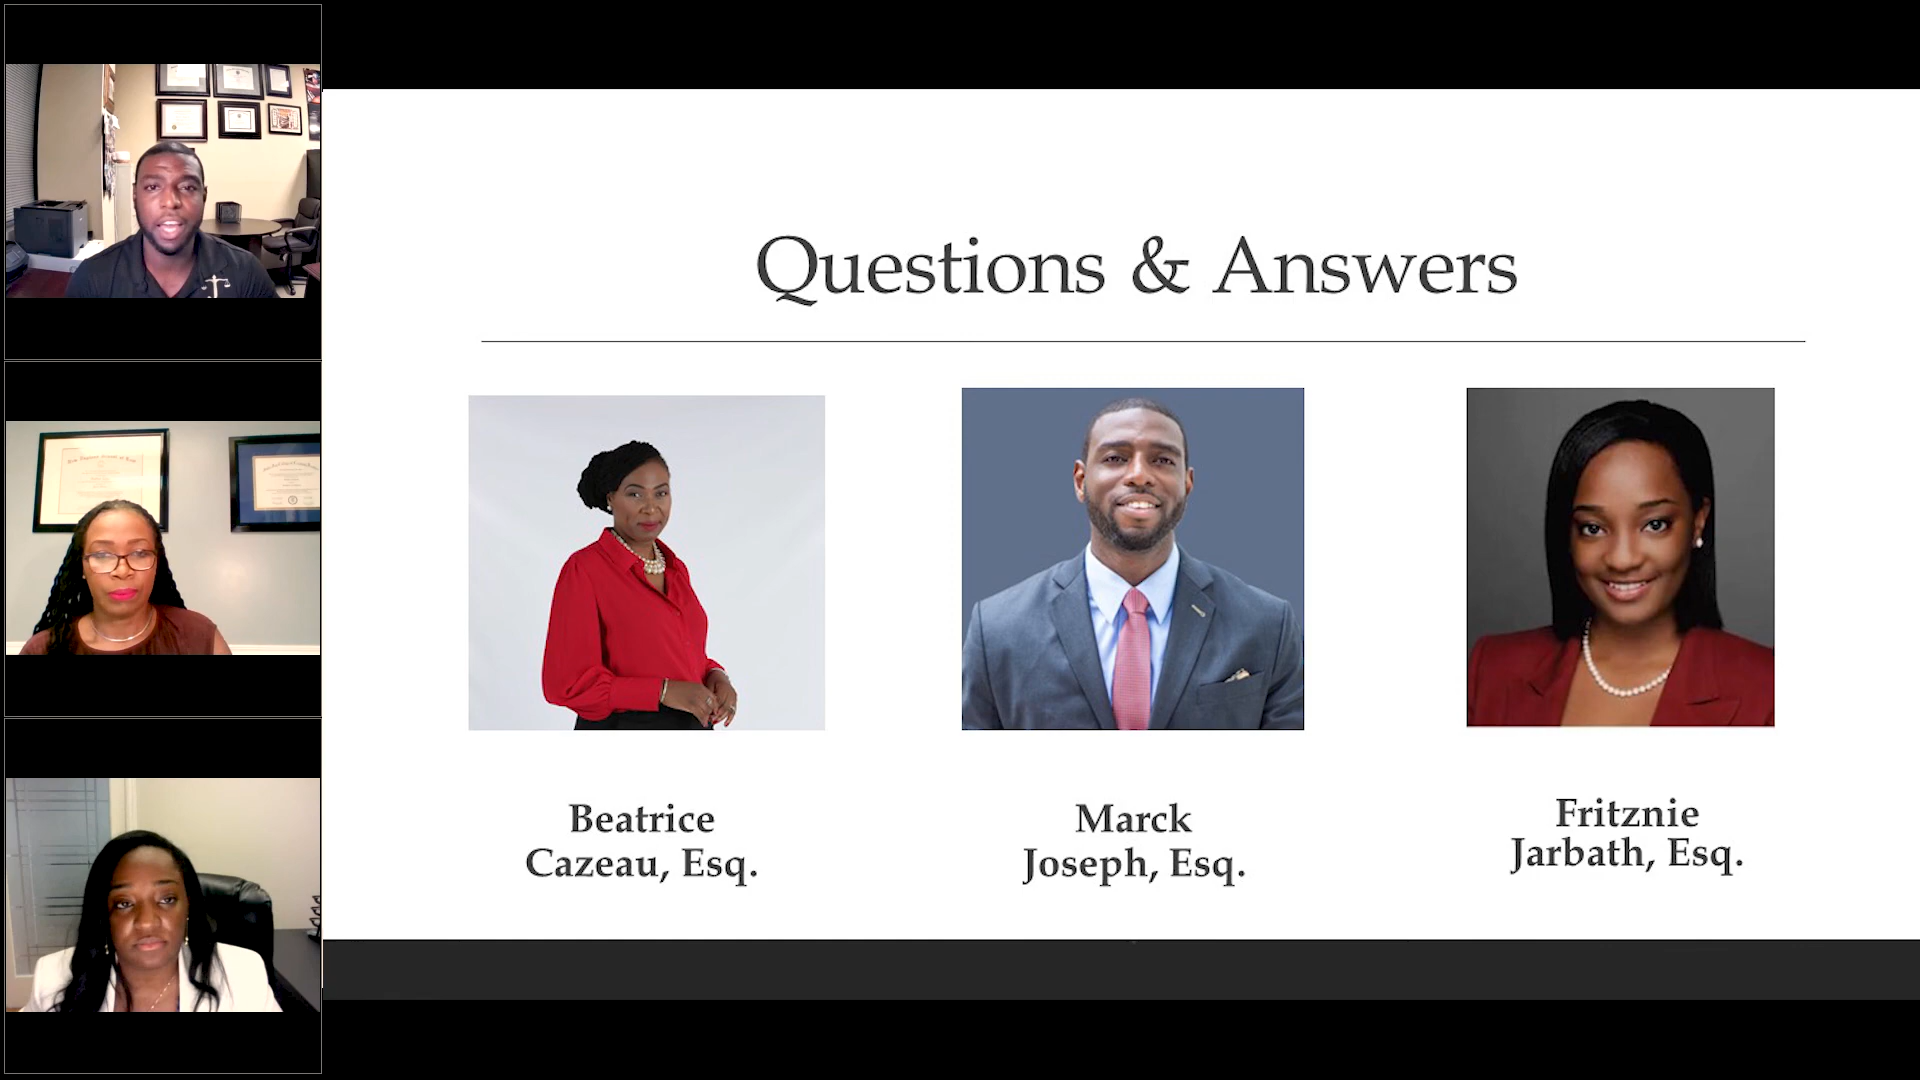 Questions & Answers
Beatrice
Cazeau, Esq.
Marck
Joseph, Esq.
Fritznie
Jarbath, Esq.